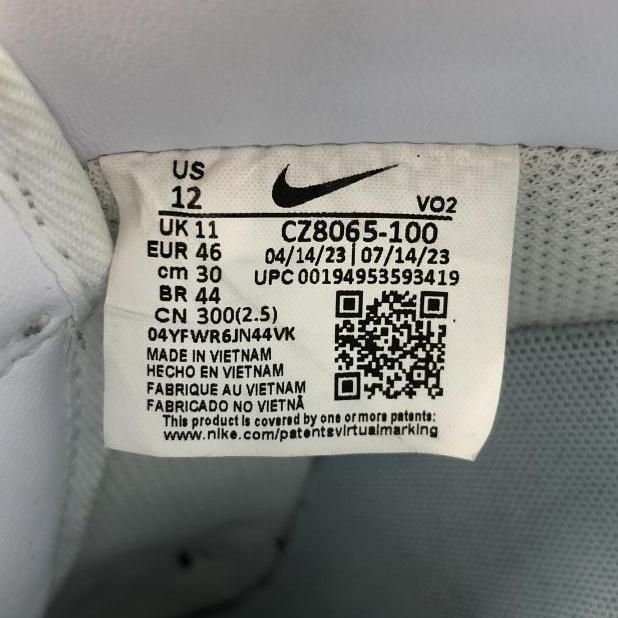 US
12
VO2
UK 11
CZ8065-100
EUR 46
04/14/23 | 07/14/23
cm 30
UPC 00194953593419
BR 44
CN 300(2.5)
04YFWR6JN44VK
MADE IN VIETNAM
HECHO EN VIETNAM
FABRIQUE AU VIETNAM
FABRICADO NO VIETNÃ
This product is covered by one or more patents:
www.nike.com/patentsvirtualmarking